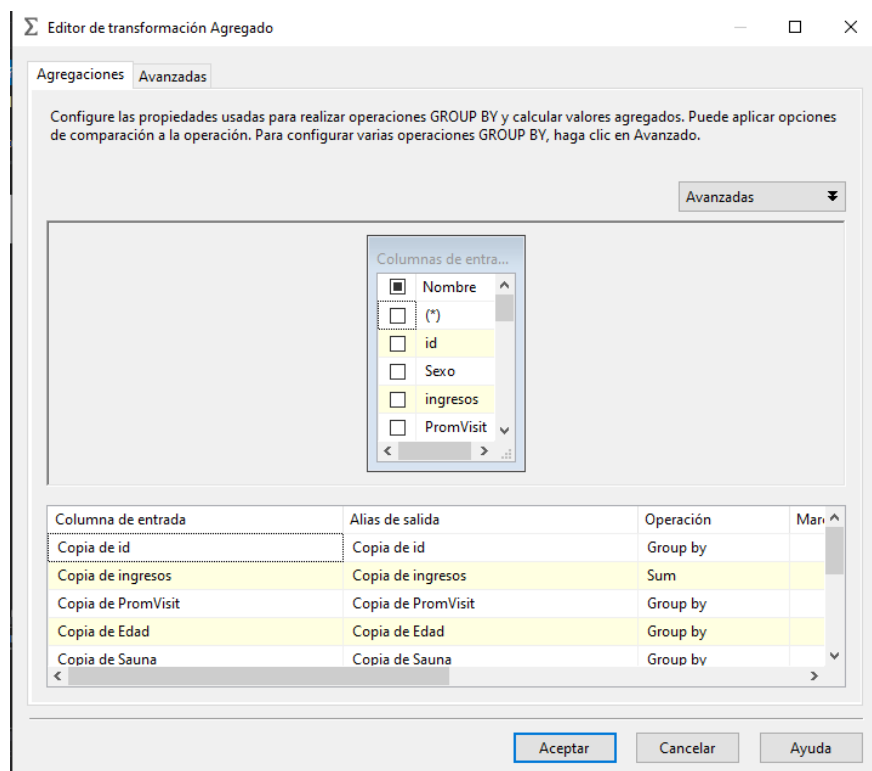 Σ Editor de transformación Agregado
Agregaciones Avanzadas
Configure las propiedades usadas para realizar operaciones GROUP BY y calcular valores agregados. Puede aplicar opciones
de comparación a la operación. Para configurar varias operaciones GROUP BY, haga clic en Avanzado.
Avanzadas
Columnas de entra...
Nombre
(*)
id
Sexo
ingresos
PromVisit
Columna de entrada Alias de salida Operación
Copia de id Copia de id Group by
Copia de ingresos Copia de ingresos Sum
Copia de PromVisit Copia de PromVisit Group by
Copia de Edad Copia de Edad Group by
Copia de Sauna Copia de Sauna Group by
Aceptar Cancelar Ayuda